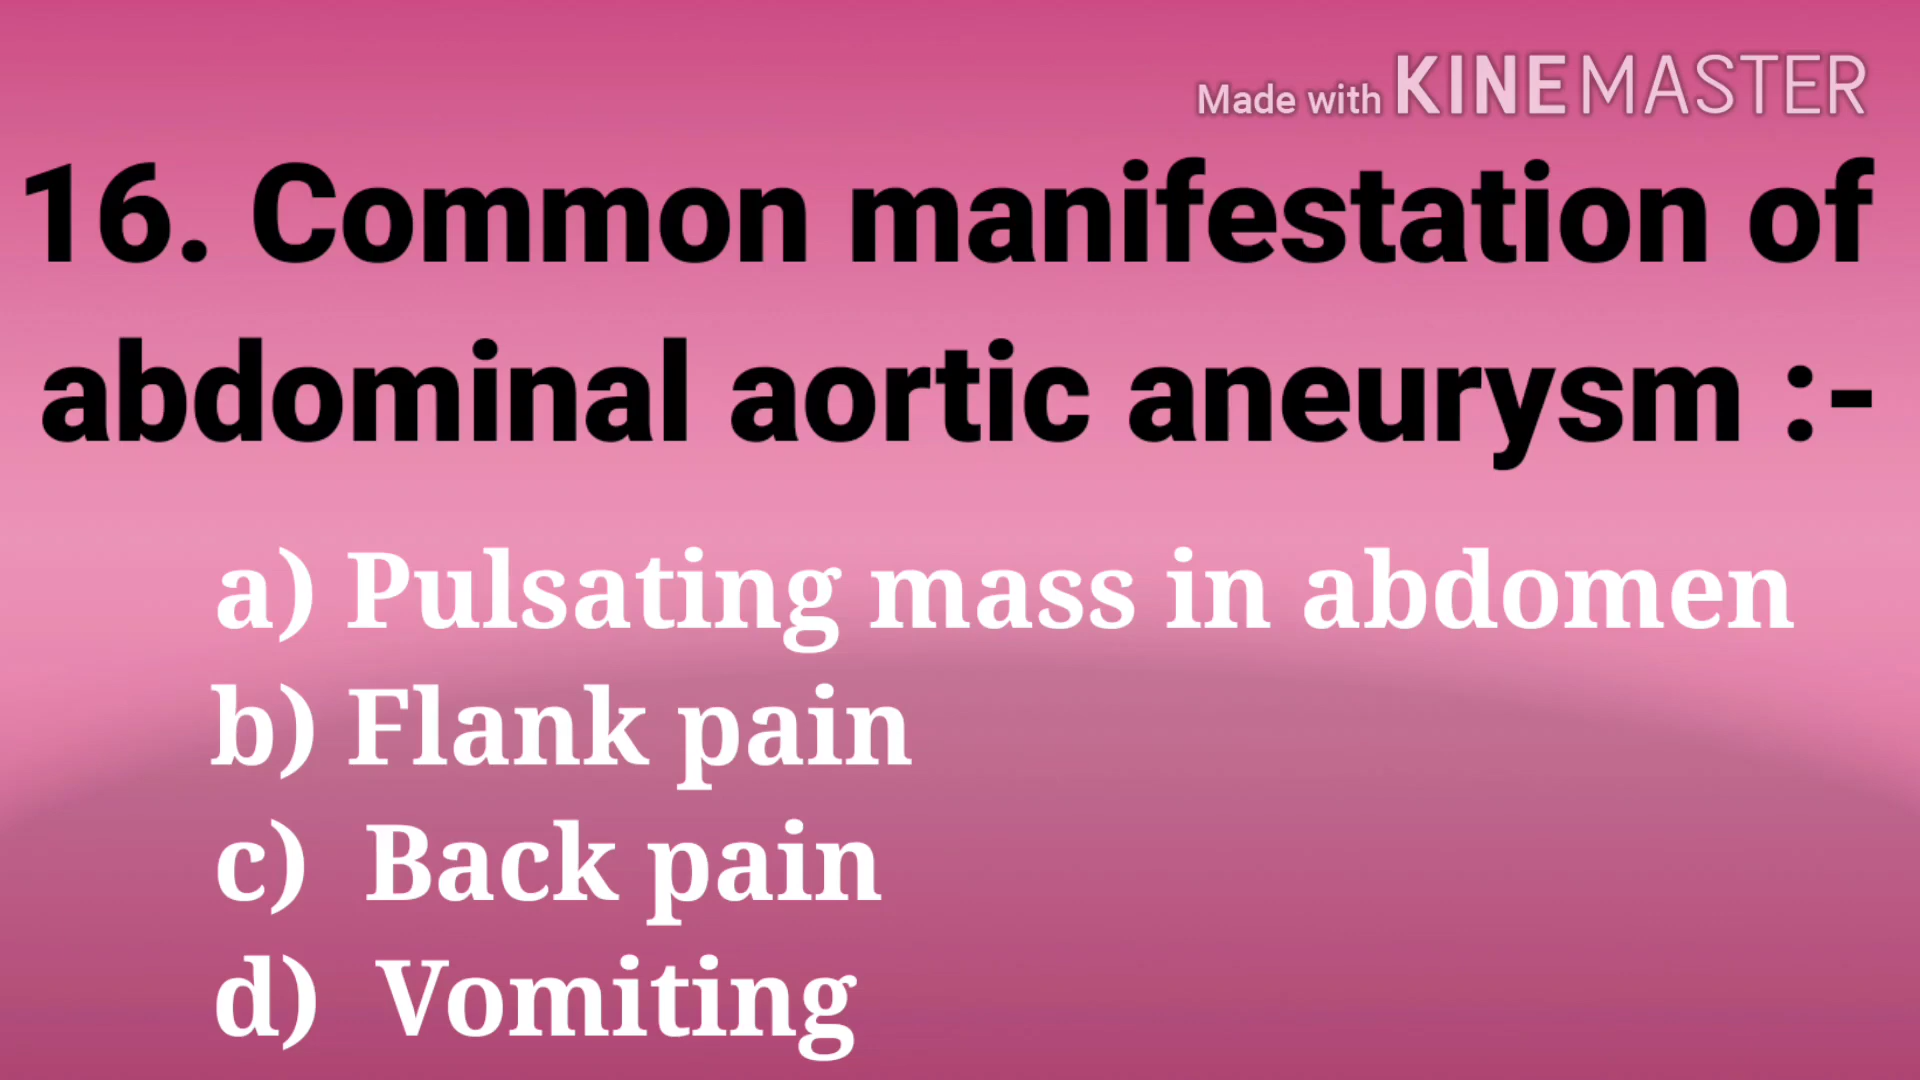 Made with KINEMASTER
16. Common manifestation of
abdominal aortic aneurysm :-
a) Pulsating mass in abdomen
b) Flank pain
c) Back pain
d) Vomiting